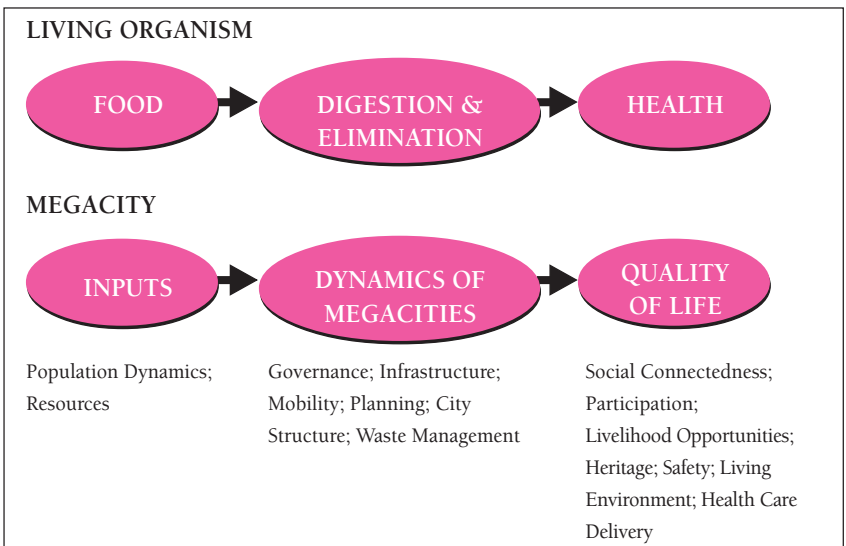 LIVING ORGANISM
FOOD
DIGESTION &
ELIMINATION
HEALTH
MEGACITY
INPUTS
DYNAMICS OF
MEGACITIES
QUALITY
OF LIFE
Population Dynamics;
Resources
Governance; Infrastructure;
Mobility; Planning; City
Structure; Waste Management
Social Connectedness;
Participation;
Livelihood Opportunities;
Heritage; Safety; Living
Environment; Health Care
Delivery